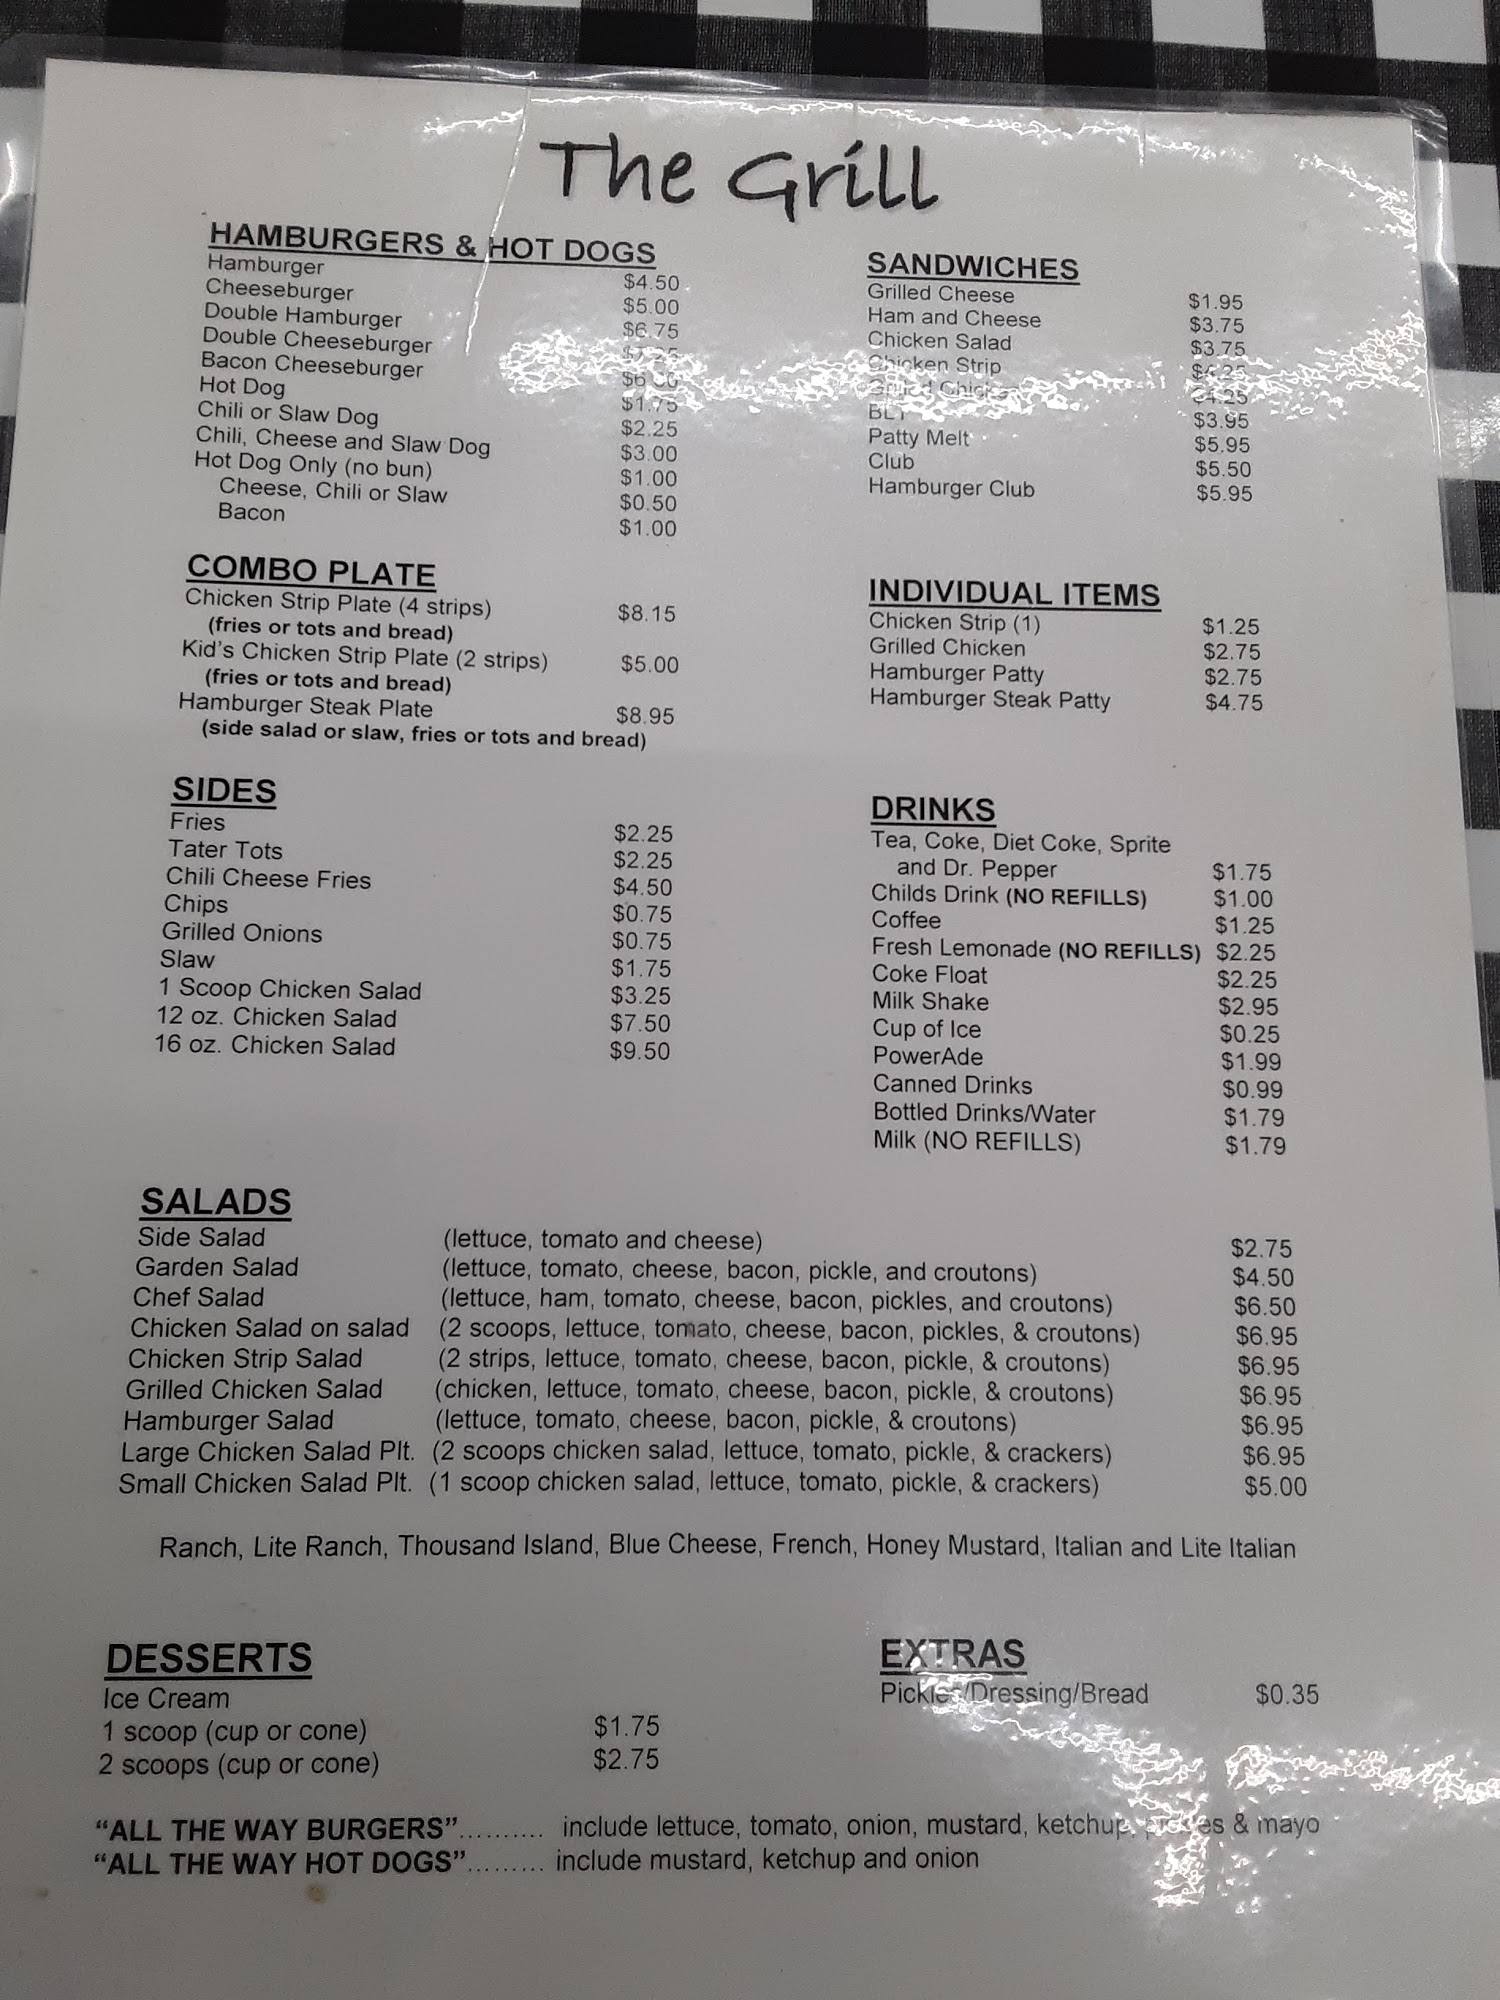 The Grill
HAMBURGERS & HOT DOGS
Hamburger $4.50
Cheeseburger $5.00
Double Hamburger $6.75
Double Cheeseburger
Bacon Cheeseburger
Hot Dog $1.75
Chili or Slaw Dog $2.25
Chili, Cheese and Slaw Dog $3.00
Hot Dog Only (no bun) $1.00
Cheese, Chili or Slaw $0.50
Bacon $1.00
SANDWICHES
Grilled Cheese $1.95
Ham and Cheese $3.75
Chicken Salad $3.75
Chicken Strip $4.25
Grilled Chicken $4.25
BLT $3.95
Patty Melt $5.95
Club $5.50
Hamburger Club $5.95
COMBO PLATE
Chicken Strip Plate (4 strips) $8.15
(fries or tots and bread)
Kid's Chicken Strip Plate (2 strips) $5.00
(fries or tots and bread)
Hamburger Steak Plate $8.95
(side salad or slaw, fries or tots and bread)
INDIVIDUAL ITEMS
Chicken Strip (1) $1.25
Grilled Chicken $2.75
Hamburger Patty $2.75
Hamburger Steak Patty $4.75
SIDES
Fries $2.25
Tater Tots $2.25
Chili Cheese Fries $4.50
Chips $0.75
Grilled Onions $0.75
Slaw $1.75
1 Scoop Chicken Salad $3.25
12 oz. Chicken Salad $7.50
16 oz. Chicken Salad $9.50
DRINKS
Tea, Coke, Diet Coke, Sprite
and Dr. Pepper $1.75
Childs Drink (NO REFILLS) $1.00
Coffee $1.25
Fresh Lemonade (NO REFILLS) $2.25
Coke Float $2.25
Milk Shake $2.95
Cup of Ice $0.25
PowerAde $1.99
Canned Drinks $0.99
Bottled Drinks/Water $1.79
Milk (NO REFILLS) $1.79
SALADS
Side Salad (lettuce, tomato and cheese) $2.75
Garden Salad (lettuce, tomato, cheese, bacon, pickle, and croutons) $4.50
Chef Salad (lettuce, ham, tomato, cheese, bacon, pickles, and croutons) $6.50
Chicken Salad on salad (2 scoops, lettuce, tomato, cheese, bacon, pickles, & croutons) $6.95
Chicken Strip Salad (2 strips, lettuce, tomato, cheese, bacon, pickle, & croutons) $6.95
Grilled Chicken Salad (chicken, lettuce, tomato, cheese, bacon, pickle, & croutons) $6.95
Hamburger Salad (lettuce, tomato, cheese, bacon, pickle, & croutons) $6.95
Large Chicken Salad Plt. (2 scoops chicken salad, lettuce, tomato, pickle, & crackers) $6.95
Small Chicken Salad Plt. (1 scoop chicken salad, lettuce, tomato, pickle, & crackers) $5.00
Ranch, Lite Ranch, Thousand Island, Blue Cheese, French, Honey Mustard, Italian and Lite Italian
DESSERTS
Ice Cream
1 scoop (cup or cone) $1.75
2 scoops (cup or cone) $2.75
EXTRAS
Pickles/Dressing/Bread $0.35
"ALL THE WAY BURGERS".......... include lettuce, tomato, onion, mustard, ketchup, pickles & mayo
"ALL THE WAY HOT DOGS"......... include mustard, ketchup and onion